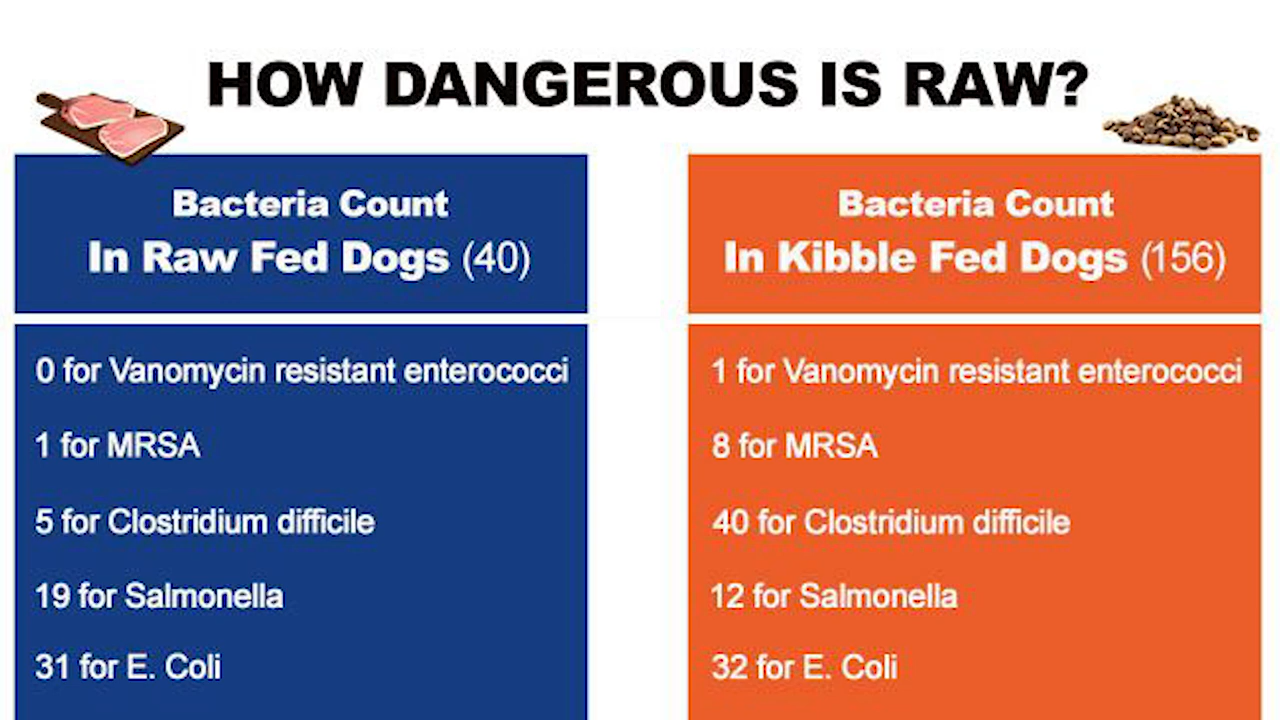 HOW DANGEROUS IS RAW?
Bacteria Count
In Raw Fed Dogs (40)
0 for Vanomycin resistant enterococci
1 for MRSA
5 for Clostridium difficile
19 for Salmonella
31 for E. Coli
Bacteria Count
In Kibble Fed Dogs (156)
1 for Vanomycin resistant enterococci
8 for MRSA
40 for Clostridium difficile
12 for Salmonella
32 for E. Coli